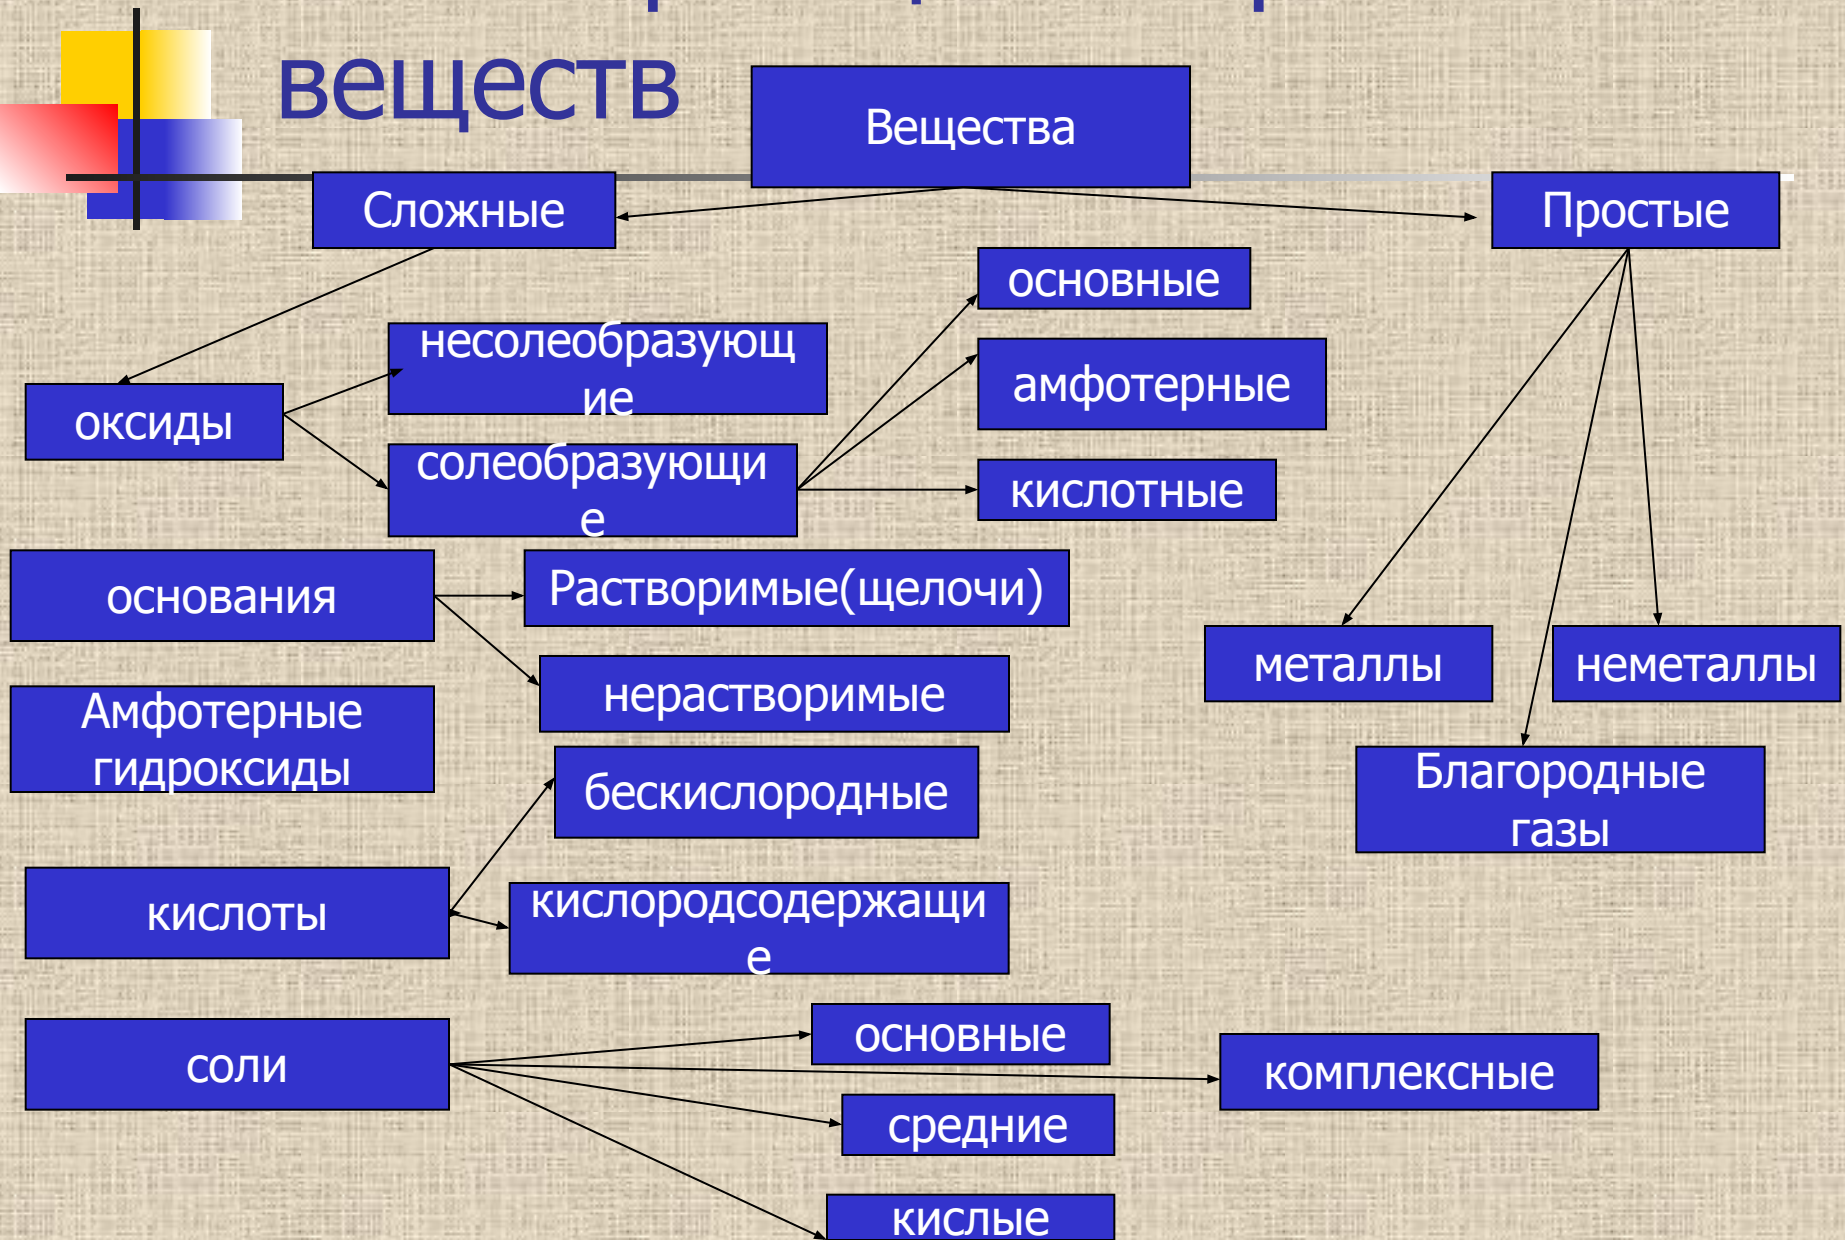 веществ
Вещества
Сложные
Простые
основные
несолеобразующ
ие
амфотерные
оксиды
солеобразующи
е
кислотные
основания
Растворимые(щелочи)
нерастворимые
металлы
неметаллы
Амфотерные
гидроксиды
бескислородные
Благородные
газы
кислоты
кислородсодержащи
е
соли
основные
комплексные
средние
кислые